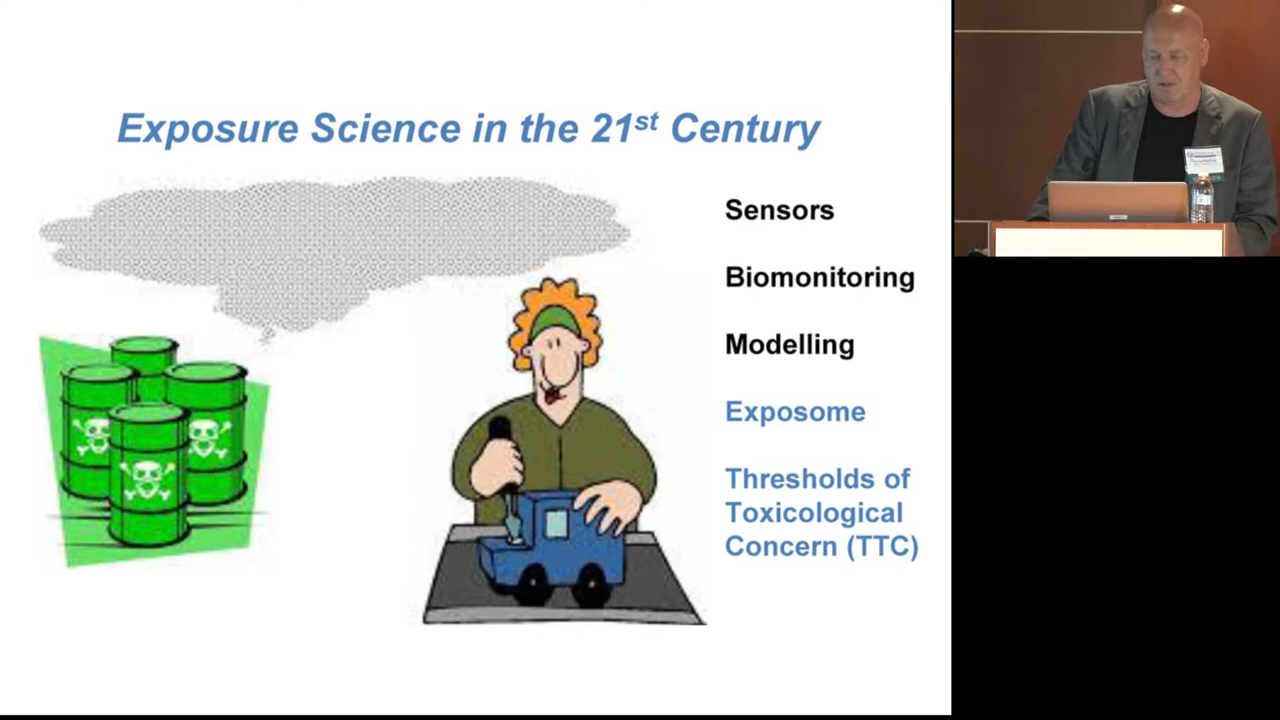 Exposure Science in the 21st Century
Sensors
Biomonitoring
Modelling
Exposome
Thresholds of
Toxicological
Concern (TTC)